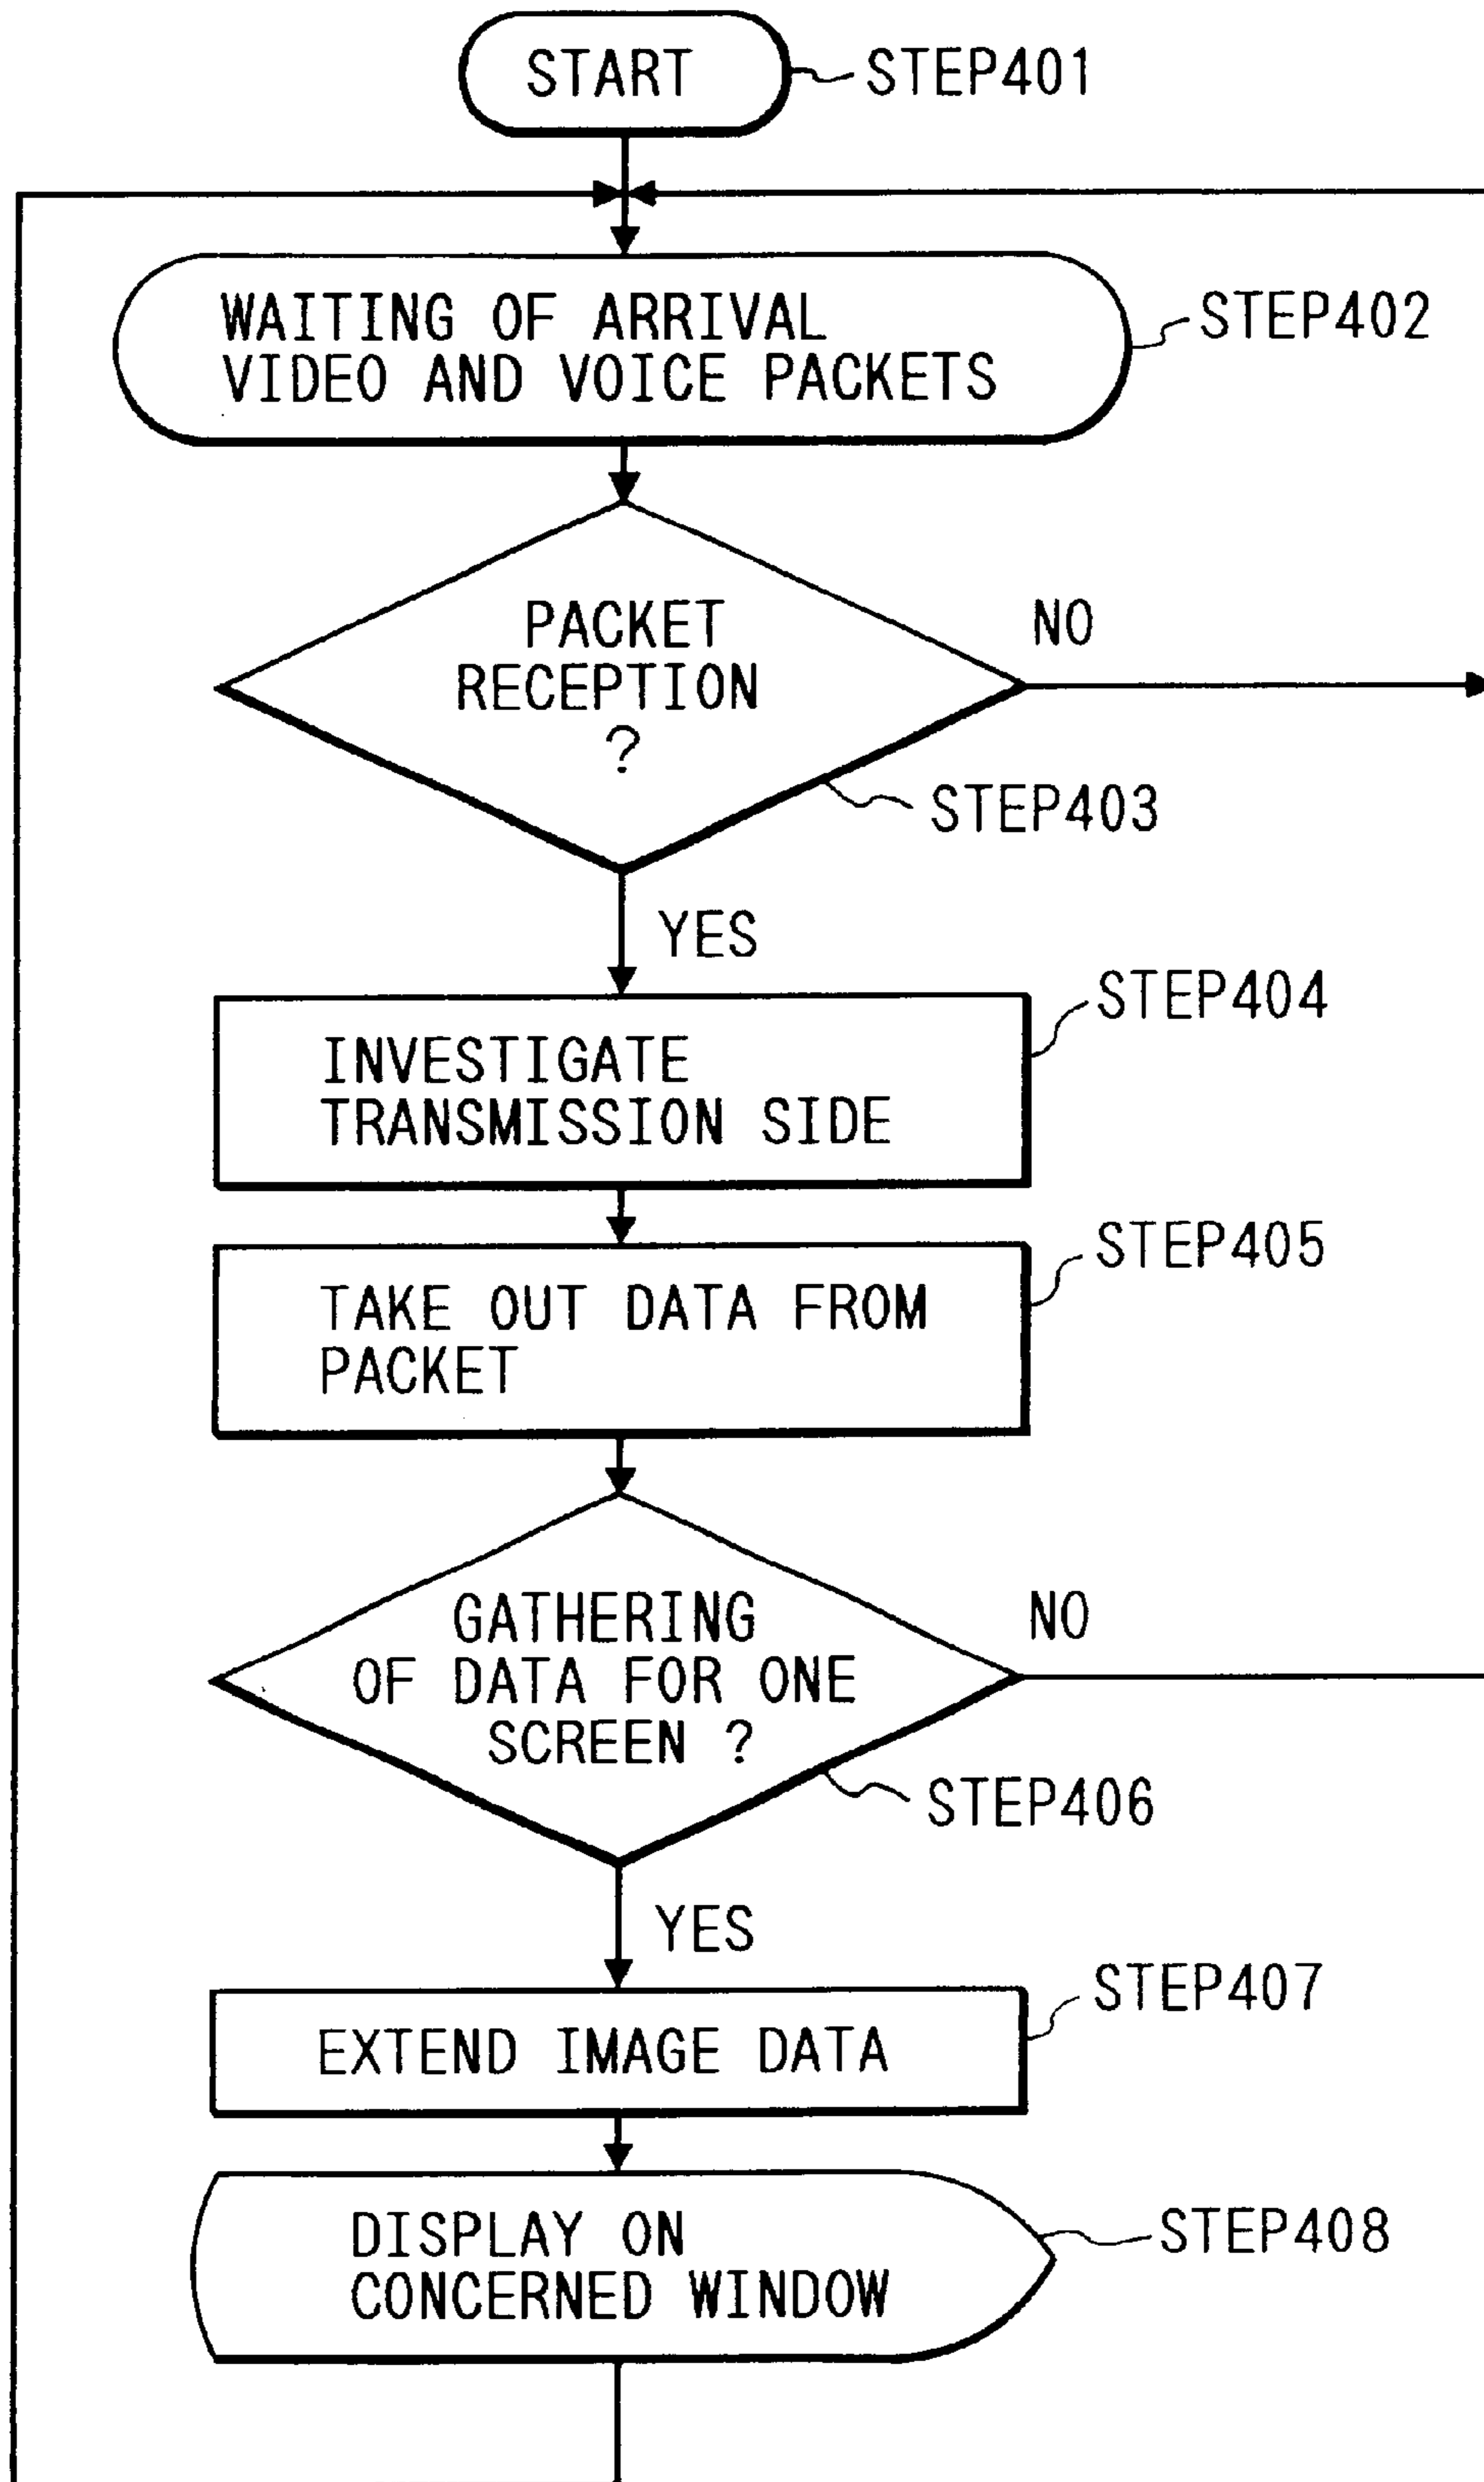 START
STEP401
WAITING OF ARRIVAL
VIDEO AND VOICE PACKETS
STEP402
PACKET
RECEPTION
?
NO
STEP403
YES
STEP404
INVESTIGATE
TRANSMISSION SIDE
STEP405
TAKE OUT DATA FROM
PACKET
GATHERING
OF DATA FOR ONE
SCREEN ?
NO
STEP406
YES
STEP407
EXTEND IMAGE DATA
DISPLAY ON
CONCERNED WINDOW
STEP408